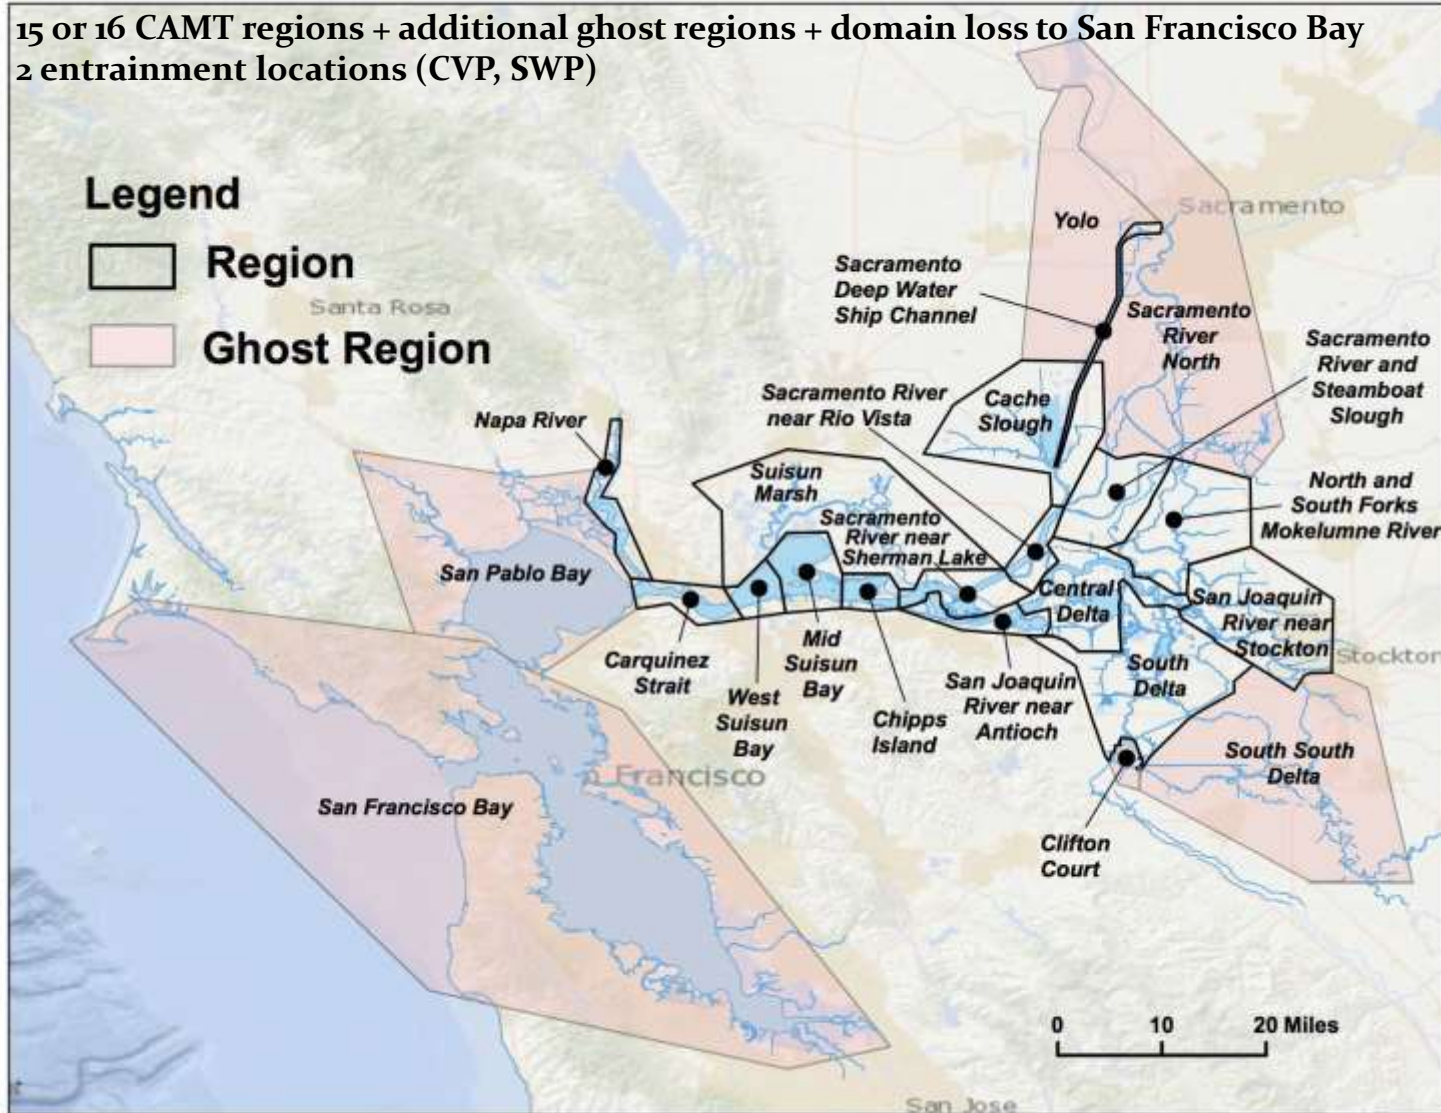 15 or 16 CAMT regions + additional ghost regions + domain loss to San Francisco Bay
2 entrainment locations (CVP, SWP)
Legend
Region
Ghost Region
Santa Rosa
Sacramento
Yolo
Sacramento
Deep Water
Ship Channel
Sacramento
River
North
Sacramento
River and
Steamboat
Slough
Sacramento River
near Rio Vista
Cache
Slough
Napa River
Suisun
Marsh
North and
South Forks
Mokelumne River
Sacramento
River near
Sherman Lake
San Pablo Bay
Central
Delta
San Joaquin
River near
Stockton
Stockton
Carquinez
Strait
West
Suisun
Bay
Mid
Suisun
Bay
Chipps
Island
San Joaquin
River near
Antioch
South
Delta
South South
Delta
n Francisco
San Francisco Bay
Clifton
Court
0 10 20 Miles
San Jose